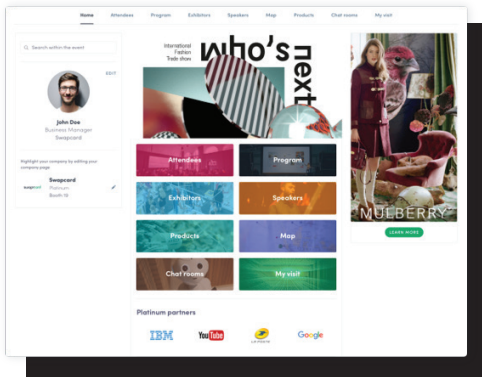 Home Attendees Program Exhibitors Speakers Map Products Chat rooms My visit
Search within the event
EDIT
John Doe
Business Manager
Swapcard
Highlight your company by editing your
company page
swapcard
Swapcard
Platinum
Booth 16
International
Fashion
Trade show
who's
next
Attendees
Program
Exhibitors
Speakers
Products
Map
Chat rooms
My visit
MULBERRY
LEARN MORE
Platinum partners
IBM
YouTube
LA POSTE
Google